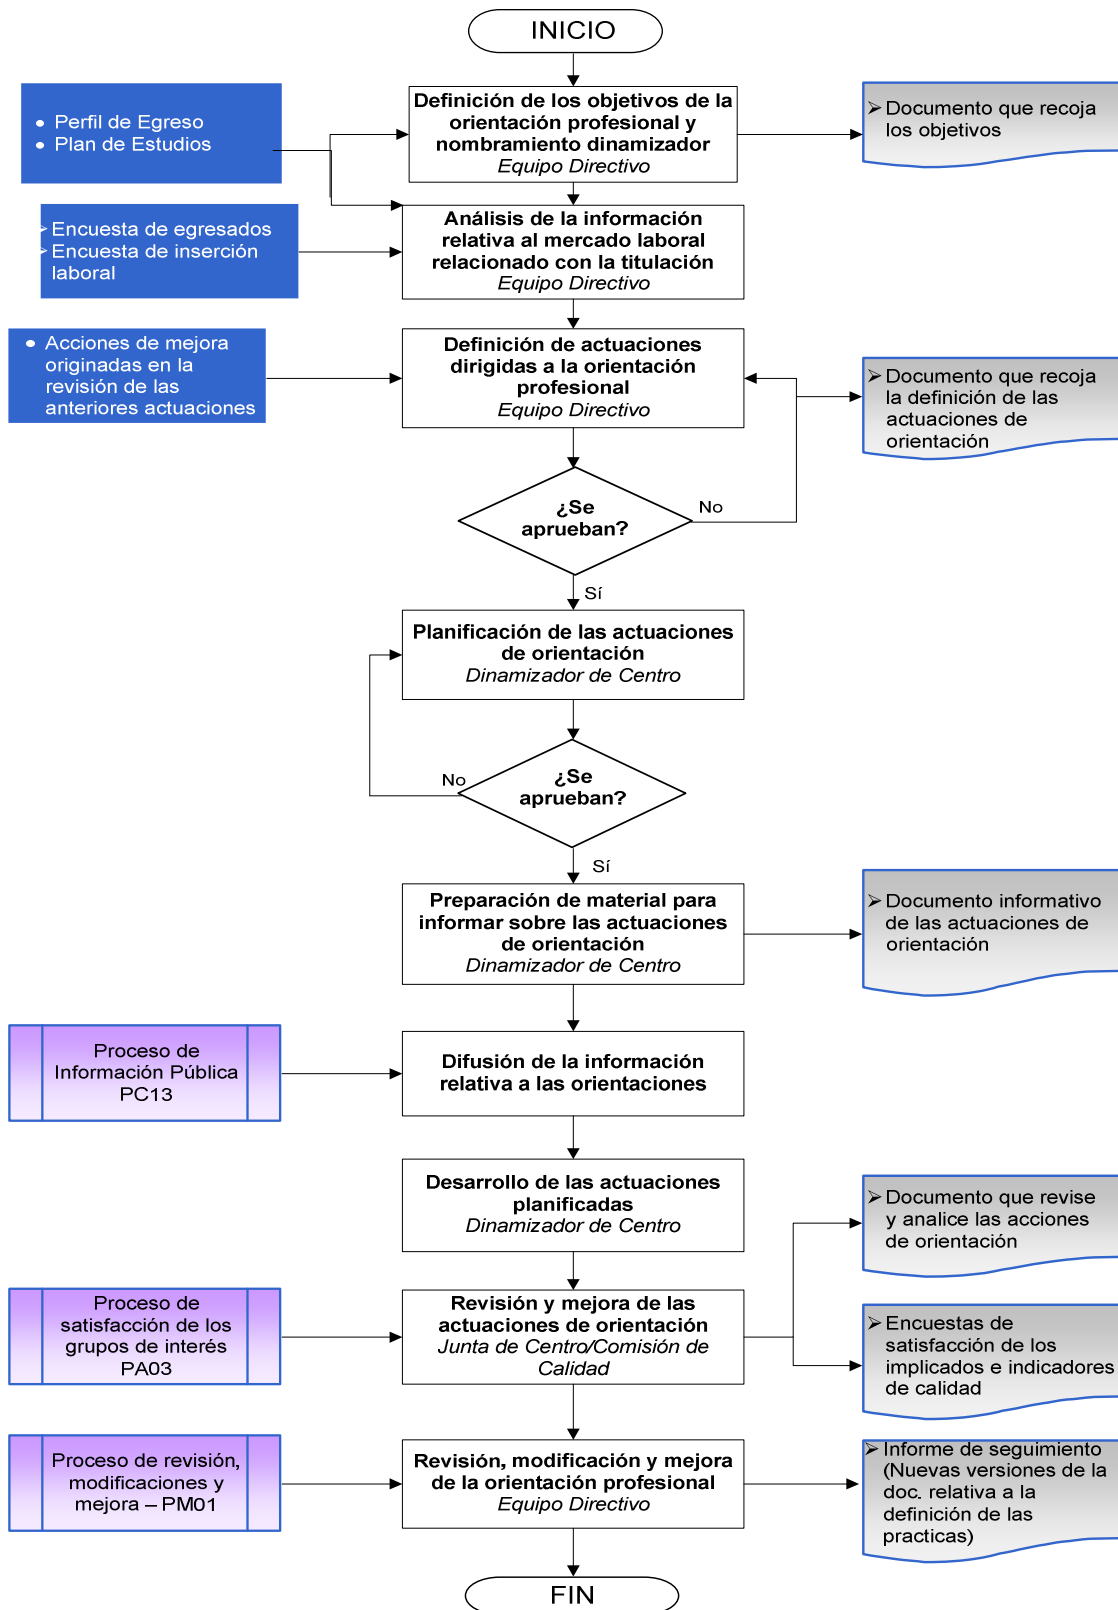 INICIO
Definición de los objetivos de la
orientación profesional y
nombramiento dinamizador
Equipo Directivo
• Perfil de Egreso
• Plan de Estudios
➢ Documento que recoja
los objetivos
Análisis de la información
relativa al mercado laboral
relacionado con la titulación
Equipo Directivo
➢ Encuesta de egresados
➢ Encuesta de inserción
laboral
Definición de actuaciones
dirigidas a la orientación
profesional
Equipo Directivo
• Acciones de mejora
originadas en la
revisión de las
anteriores actuaciones
➢ Documento que recoja
la definición de las
actuaciones de
orientación
¿Se
aprueban?
No
Sí
Planificación de las actuaciones
de orientación
Dinamizador de Centro
¿Se
aprueban?
No
Sí
Preparación de material para
informar sobre las actuaciones
de orientación
Dinamizador de Centro
➢ Documento informativo
de las actuaciones de
orientación
Proceso de
Información Pública
PC13
Difusión de la información
relativa a las orientaciones
Desarrollo de las actuaciones
planificadas
Dinamizador de Centro
➢ Documento que revise
y analice las acciones
de orientación
Proceso de
satisfacción de los
grupos de interés
PA03
Revisión y mejora de las
actuaciones de orientación
Junta de Centro/Comisión de
Calidad
➢ Encuestas de
satisfacción de los
implicados e indicadores
de calidad
Proceso de revisión,
modificaciones y
mejora – PM01
Revisión, modificación y mejora
de la orientación profesional
Equipo Directivo
➢ Informe de seguimiento
(Nuevas versiones de la
doc. relativa a la
definición de las
practicas)
FIN